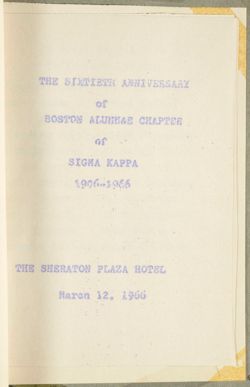 THE SIXTIETH ANNIVERSARY
of
BOSTON ALUMNAE CHAPTER
of
SIGMA KAPPA
1906-1966
THE SHERATON PLAZA HOTEL
March 12, 1966